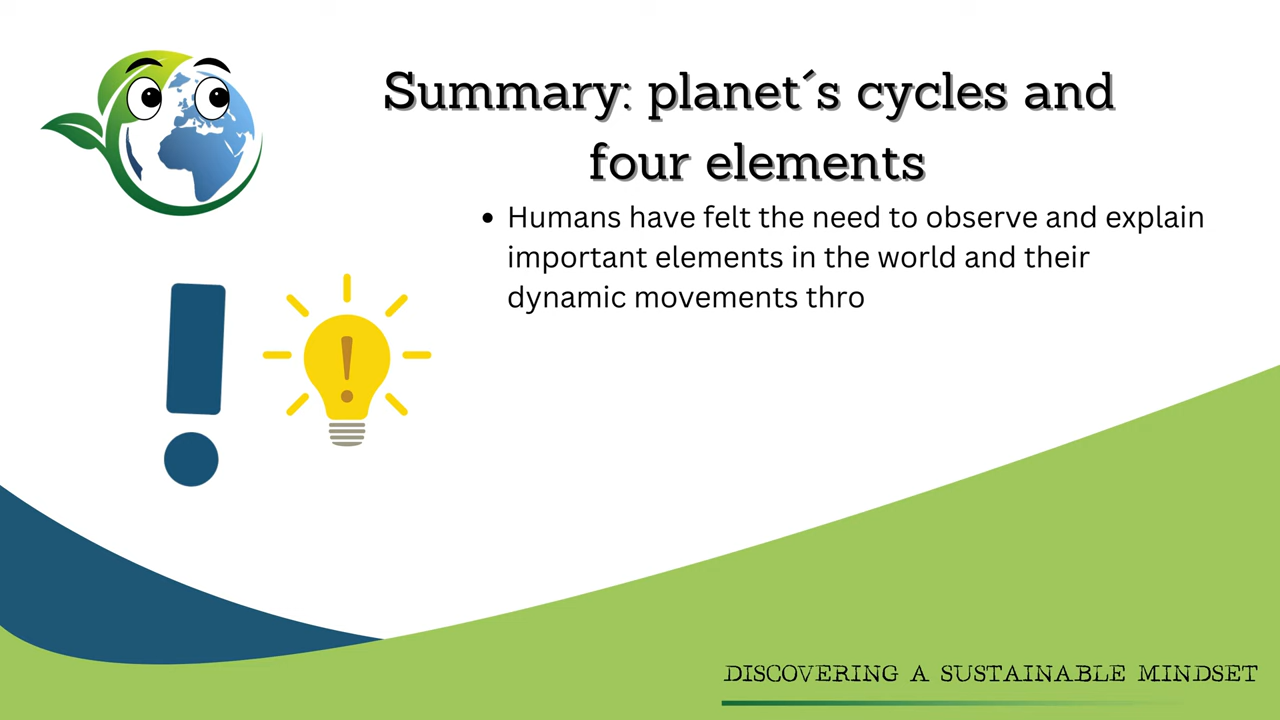 Summary: planet´s cycles and
four elements
• Humans have felt the need to observe and explain
important elements in the world and their
dynamic movements thro
DISCOVERING A SUSTAINABLE MINDSET